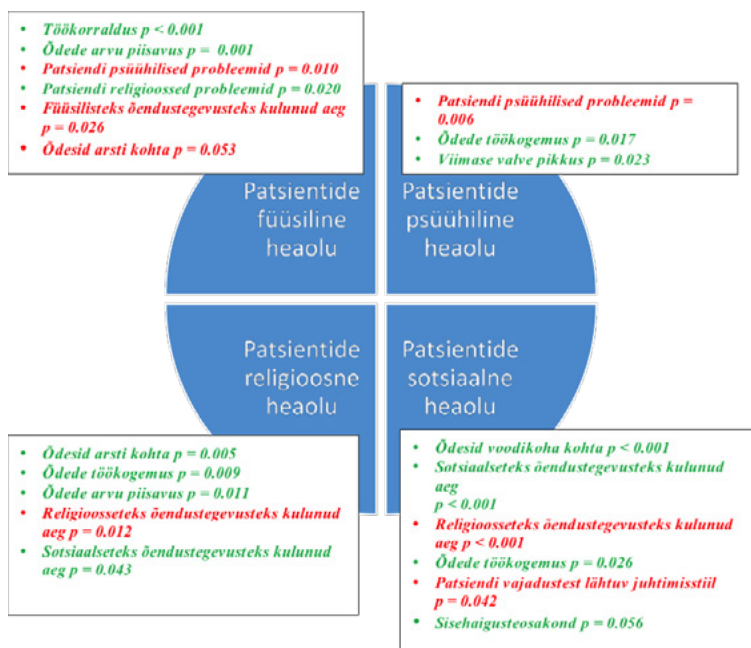 • Töökorraldus p < 0.001
• Õdede arvu piisavus p = 0.001
• Patsiendi psüühilised probleemid p = 0.010
• Patsiendi religioossed probleemid p = 0.020
• Füüsilisteks õendustegevusteks kulunud aeg
p = 0.026
• Õdesid arsti kohta p = 0.053
• Patsiendi psüühilised probleemid p =
0.006
• Õdede töökogemus p = 0.017
• Viimase valve pikkus p = 0.023
Patsientide
füüsiline
heaolu
Patsientide
psüühiline
heaolu
Patsientide
religioosne
heaolu
Patsientide
sotsiaalne
heaolu
• Õdesid arsti kohta p = 0.005
• Õdede töökogemus p = 0.009
• Õdede arvu piisavus p = 0.011
• Religioosseteks õendustegevusteks kulunud
aeg p = 0.012
• Sotsiaalseteks õendustegevusteks kulunud
aeg p = 0.043
• Õdesid voodikoha kohta p < 0.001
• Sotsiaalseteks õendustegevusteks kulunud
aeg
p < 0.001
• Religioosseteks õendustegevusteks kulunud
aeg p < 0.001
• Õdede töökogemus p = 0.026
• Patsiendi vajadustest lähtuv juhtimisstiil
p = 0.042
• Sisehaigusteosakond p = 0.056